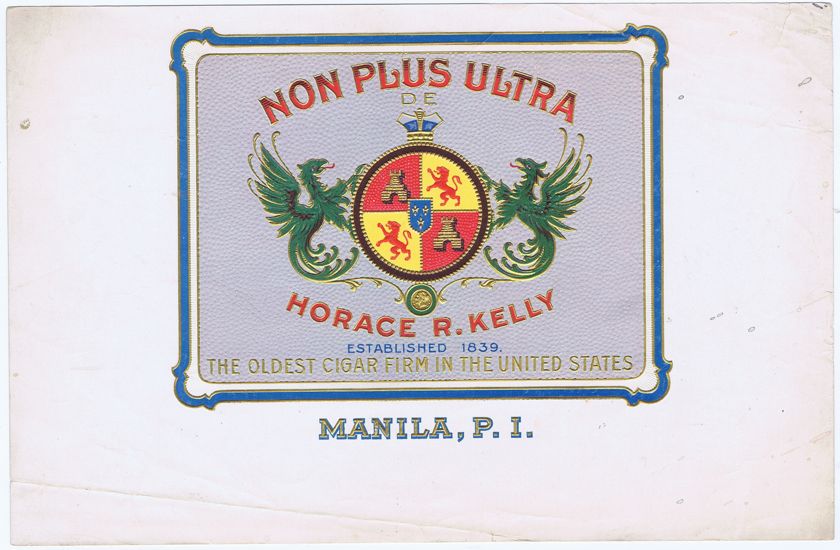 NON PLUS ULTRA
DE
HORACE R. KELLY
ESTABLISHED 1839.
THE OLDEST CIGAR FIRM IN THE UNITED STATES
MANILA, P. I.